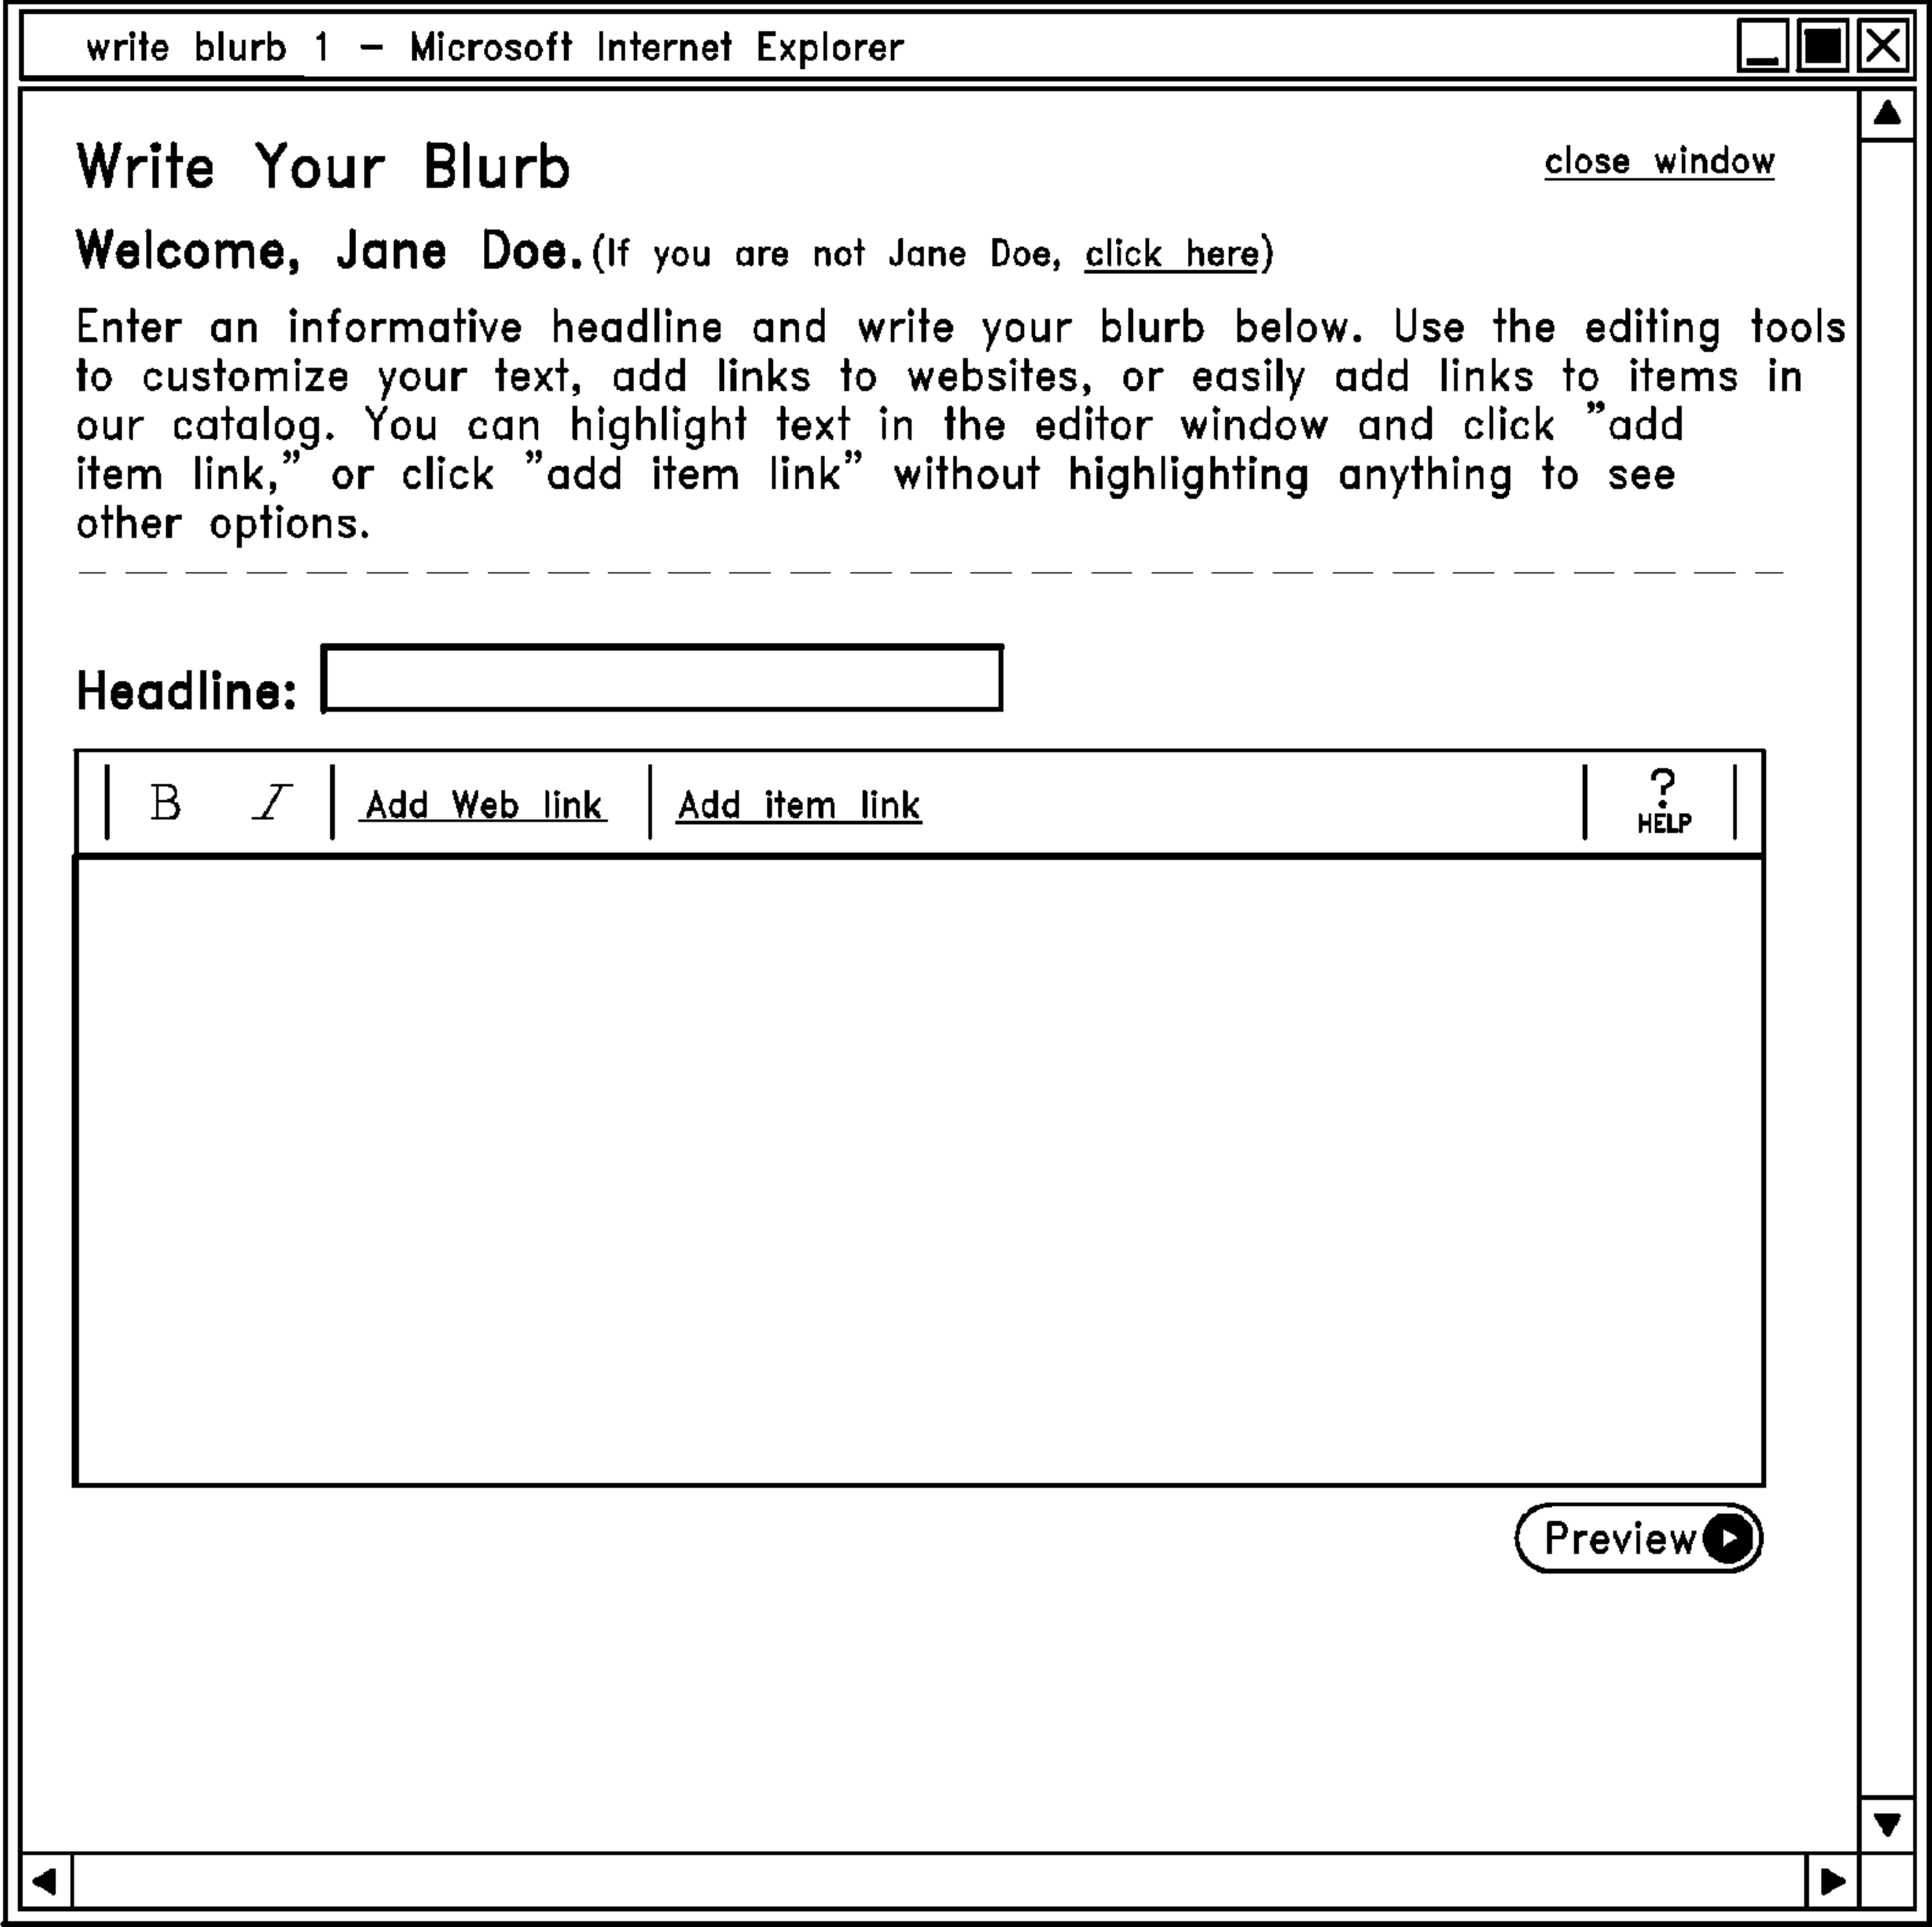 write blurb 1 – Microsoft Internet Explorer
Write Your Blurb
close window
Welcome, Jane Doe. (If you are not Jane Doe, click here)
Enter an informative headline and write your blurb below. Use the editing tools
to customize your text, add links to websites, or easily add links to items in
our catalog. You can highlight text in the editor window and click ”add
item link,” or click ”add item link” without highlighting anything to see
other options.
Headline:
B I Add Web link Add item link ?
HELP
Preview